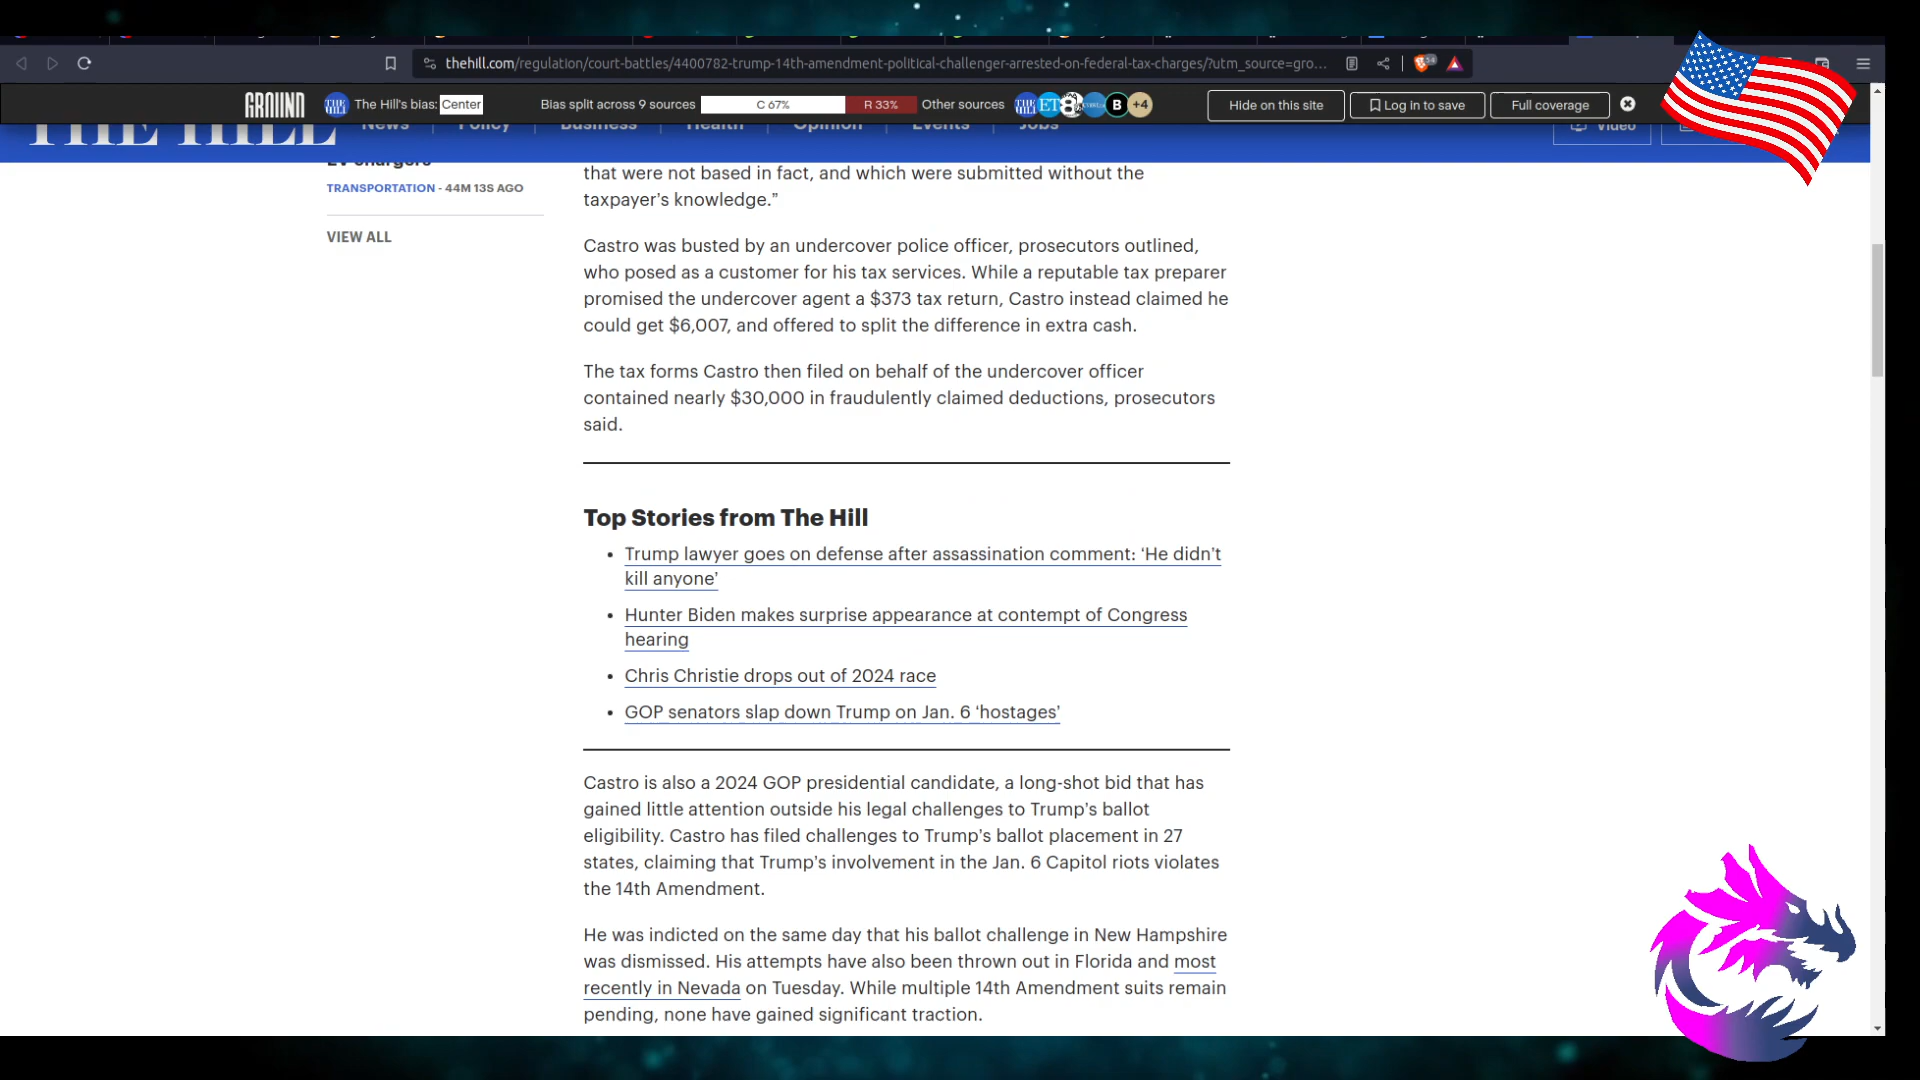 thehill.com/regulation/court-battles/4400782-trump-14th-amendment-political-challenger-arrested-on-federal-tax-charges/?utm_source=gro...
54
GROUND
THE HILL
The Hill's bias: Center
Bias split across 9 sources
C 67%
R 33%
Other sources
THE HILL
ET
8
B
+4
Hide on this site
Log in to save
Full coverage
THE HILL
News
Policy
Business
Health
Opinion
Events
Jobs
Video
EV chargers
TRANSPORTATION - 44M 13S AGO
VIEW ALL
that were not based in fact, and which were submitted without the
taxpayer’s knowledge.”
Castro was busted by an undercover police officer, prosecutors outlined,
who posed as a customer for his tax services. While a reputable tax preparer
promised the undercover agent a $373 tax return, Castro instead claimed he
could get $6,007, and offered to split the difference in extra cash.
The tax forms Castro then filed on behalf of the undercover officer
contained nearly $30,000 in fraudulently claimed deductions, prosecutors
said.
Top Stories from The Hill
• Trump lawyer goes on defense after assassination comment: ‘He didn’t
kill anyone’
• Hunter Biden makes surprise appearance at contempt of Congress
hearing
• Chris Christie drops out of 2024 race
• GOP senators slap down Trump on Jan. 6 ‘hostages’
Castro is also a 2024 GOP presidential candidate, a long-shot bid that has
gained little attention outside his legal challenges to Trump’s ballot
eligibility. Castro has filed challenges to Trump’s ballot placement in 27
states, claiming that Trump’s involvement in the Jan. 6 Capitol riots violates
the 14th Amendment.
He was indicted on the same day that his ballot challenge in New Hampshire
was dismissed. His attempts have also been thrown out in Florida and most
recently in Nevada on Tuesday. While multiple 14th Amendment suits remain
pending, none have gained significant traction.